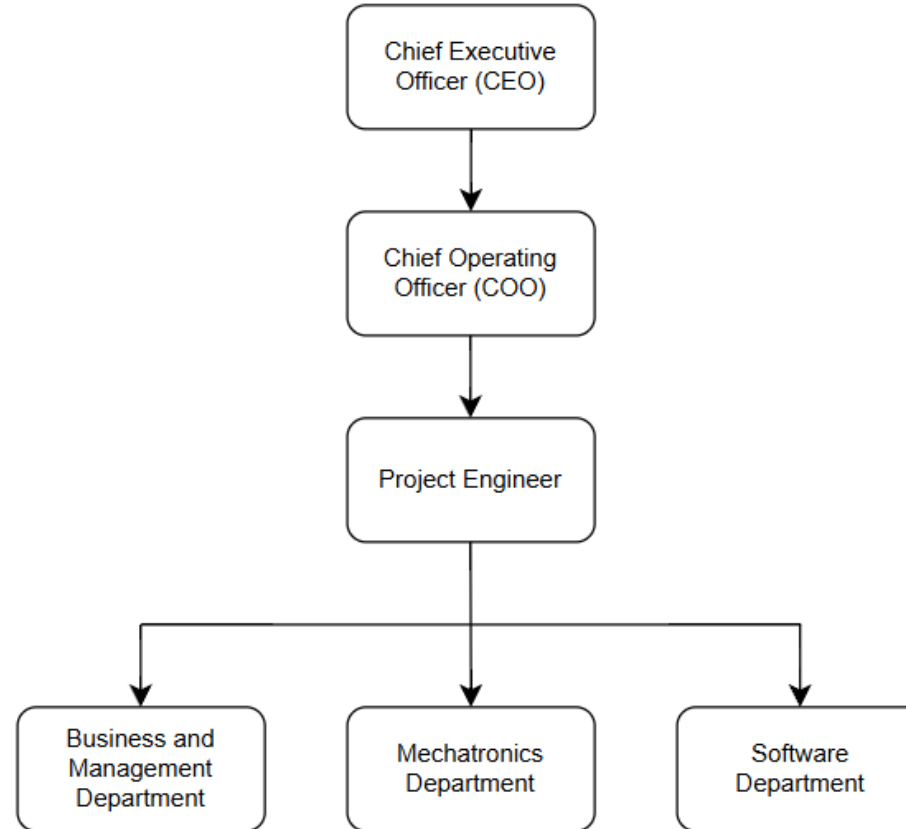 Chief Executive
Officer (CEO)
Chief Operating
Officer (COO)
Project Engineer
Business and
Management
Department
Mechatronics
Department
Software
Department